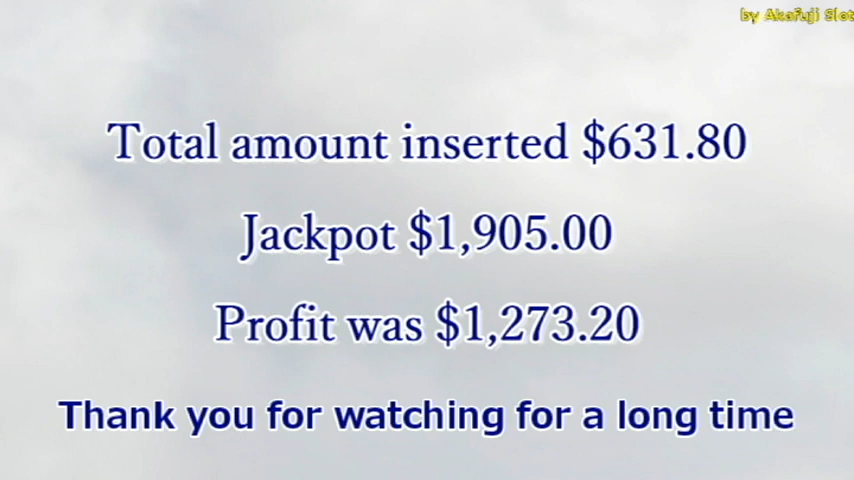 by Akafuji Slot
Total amount inserted $631.80
Jackpot $1,905.00
Profit was $1,273.20
Thank you for watching for a long time